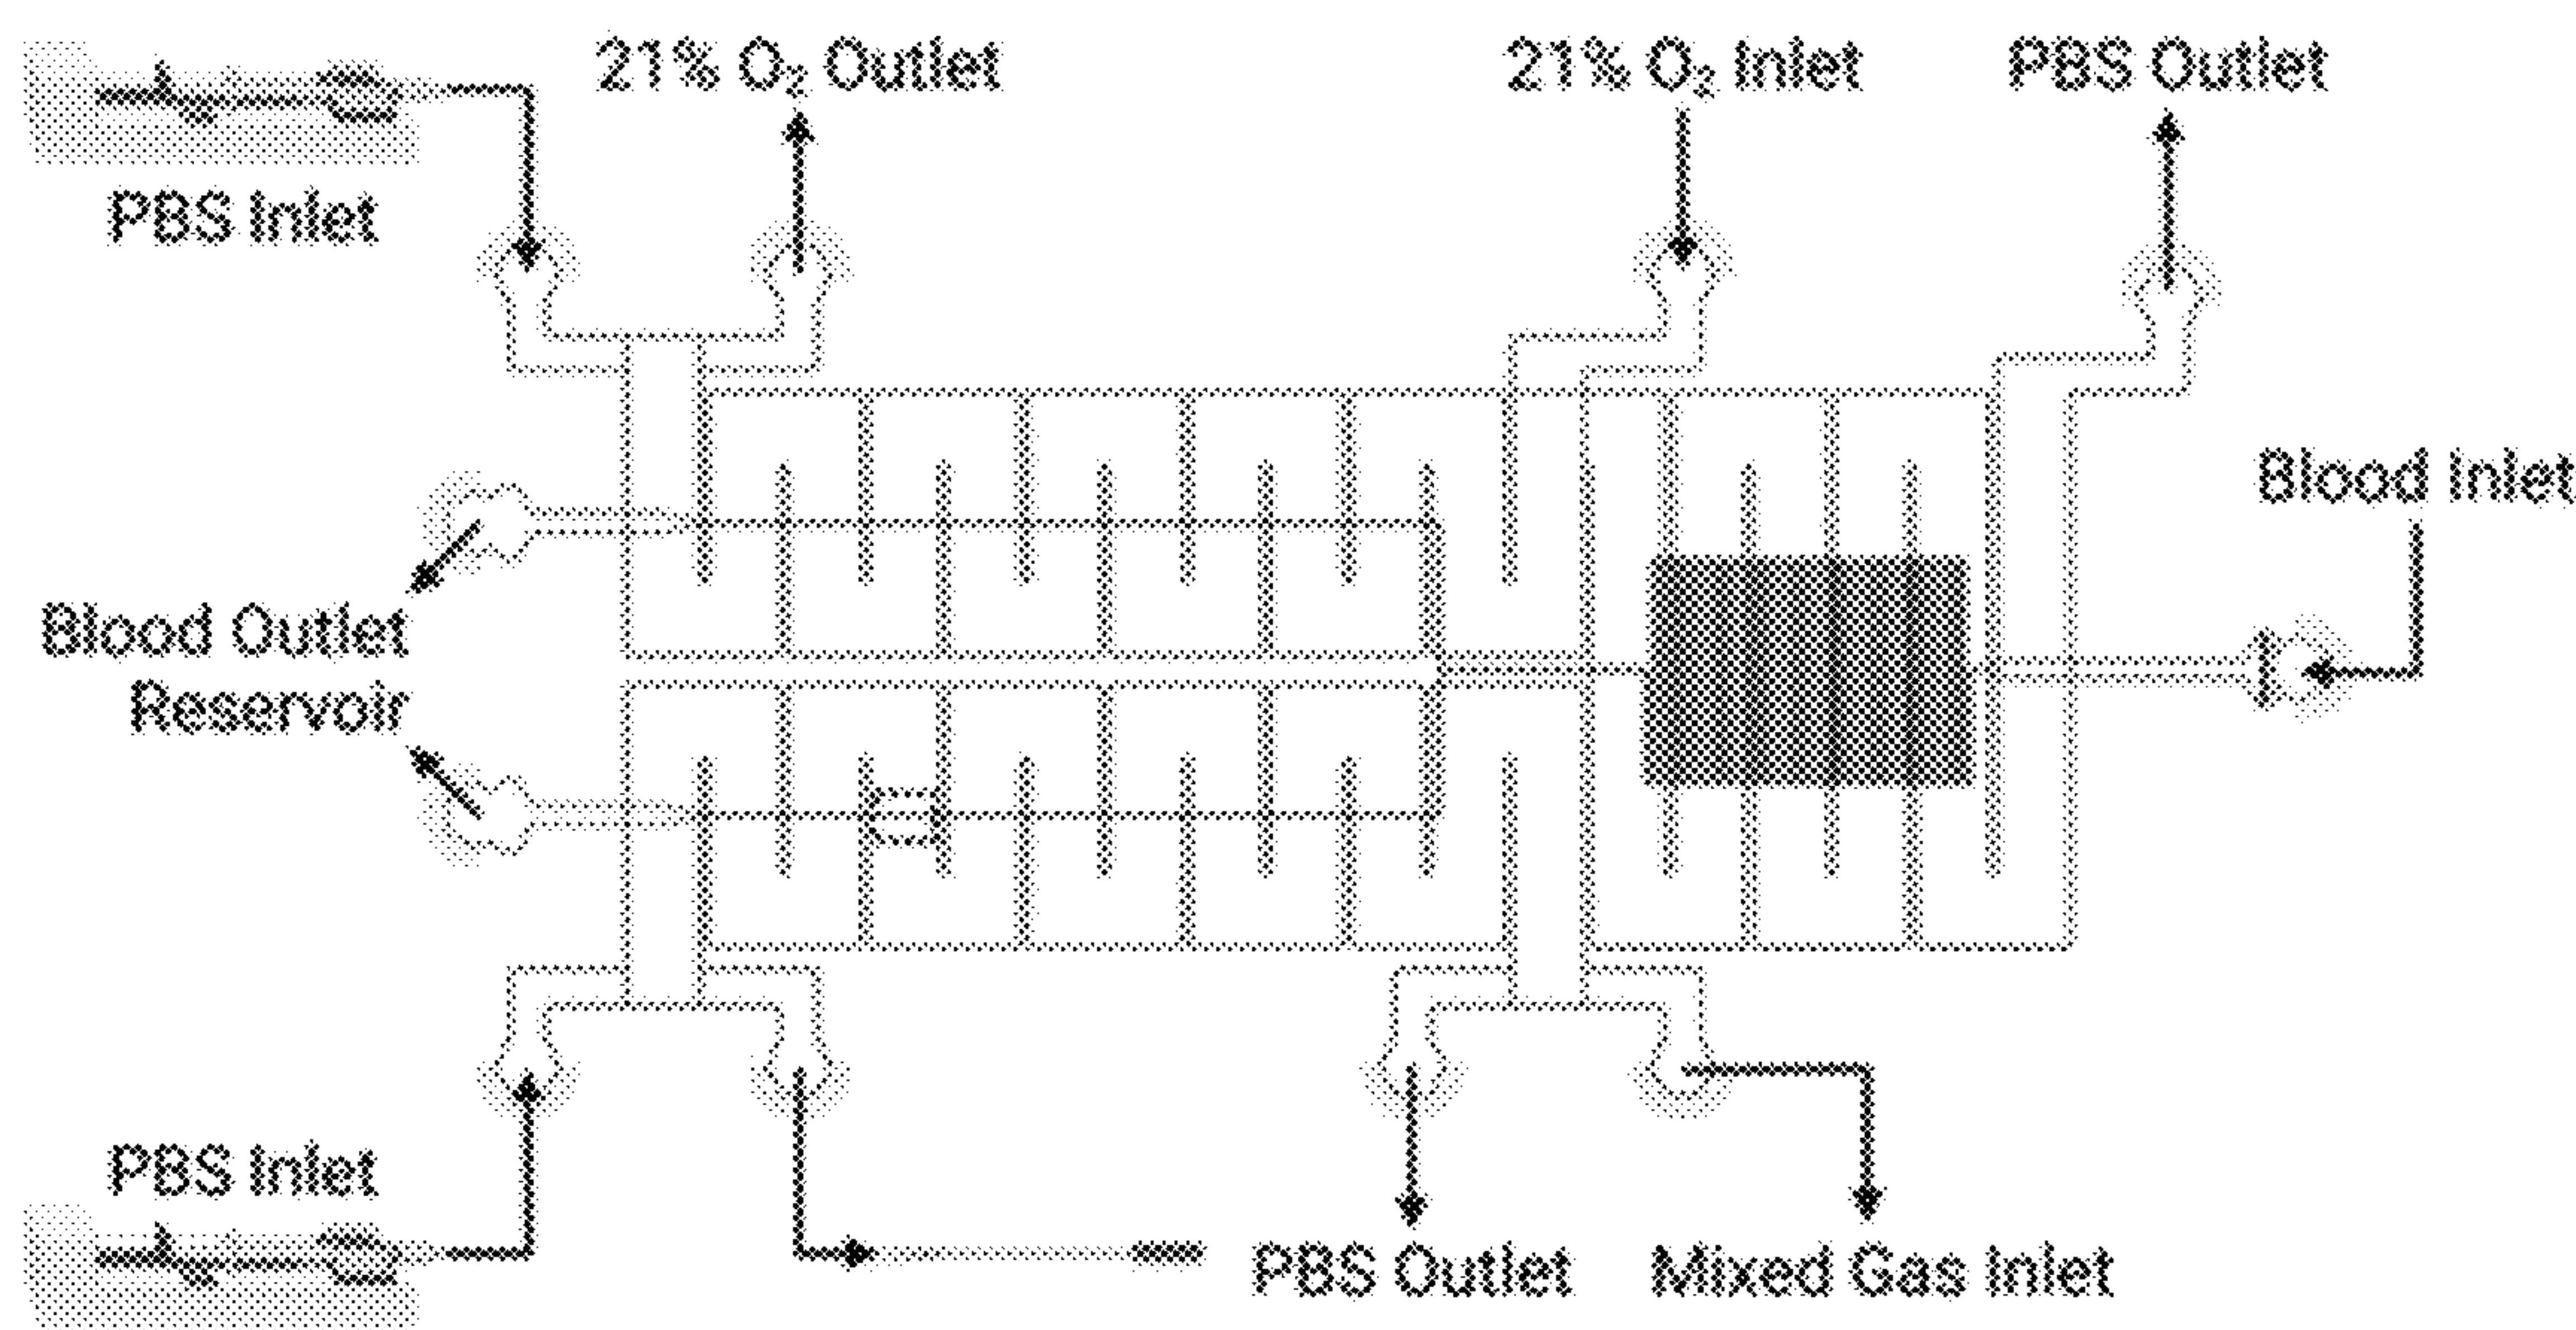 21% O₂ Outlet
21% O₂ Inlet
PBS Outlet
PBS Inlet
Blood Inlet
Blood Outlet
Reservoir
PBS Inlet
PBS Outlet
Mixed Gas Inlet